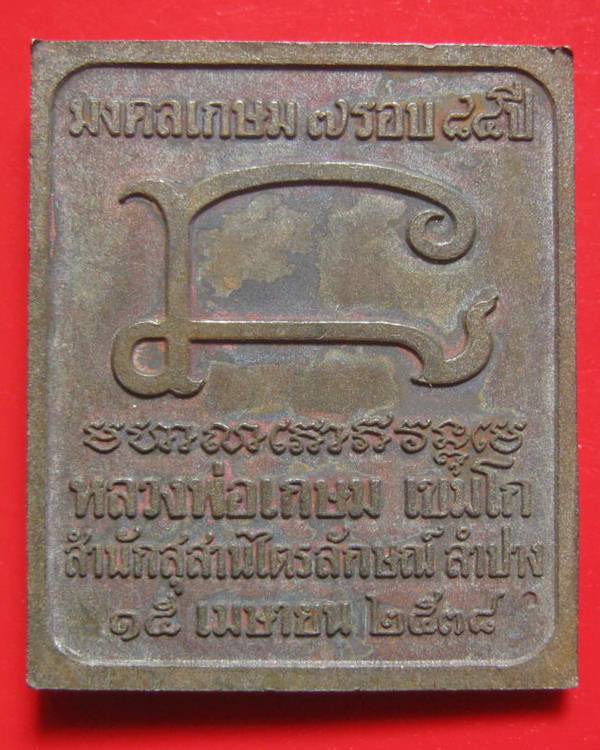 มงคลเกษม ๗ รอบ ๘๔ ปี
หลวงพ่อเกษม เขมโก
สำนักสุสานไตรลักษณ์ ลำปาง
๑๕ เมษายน ๒๕๓๘